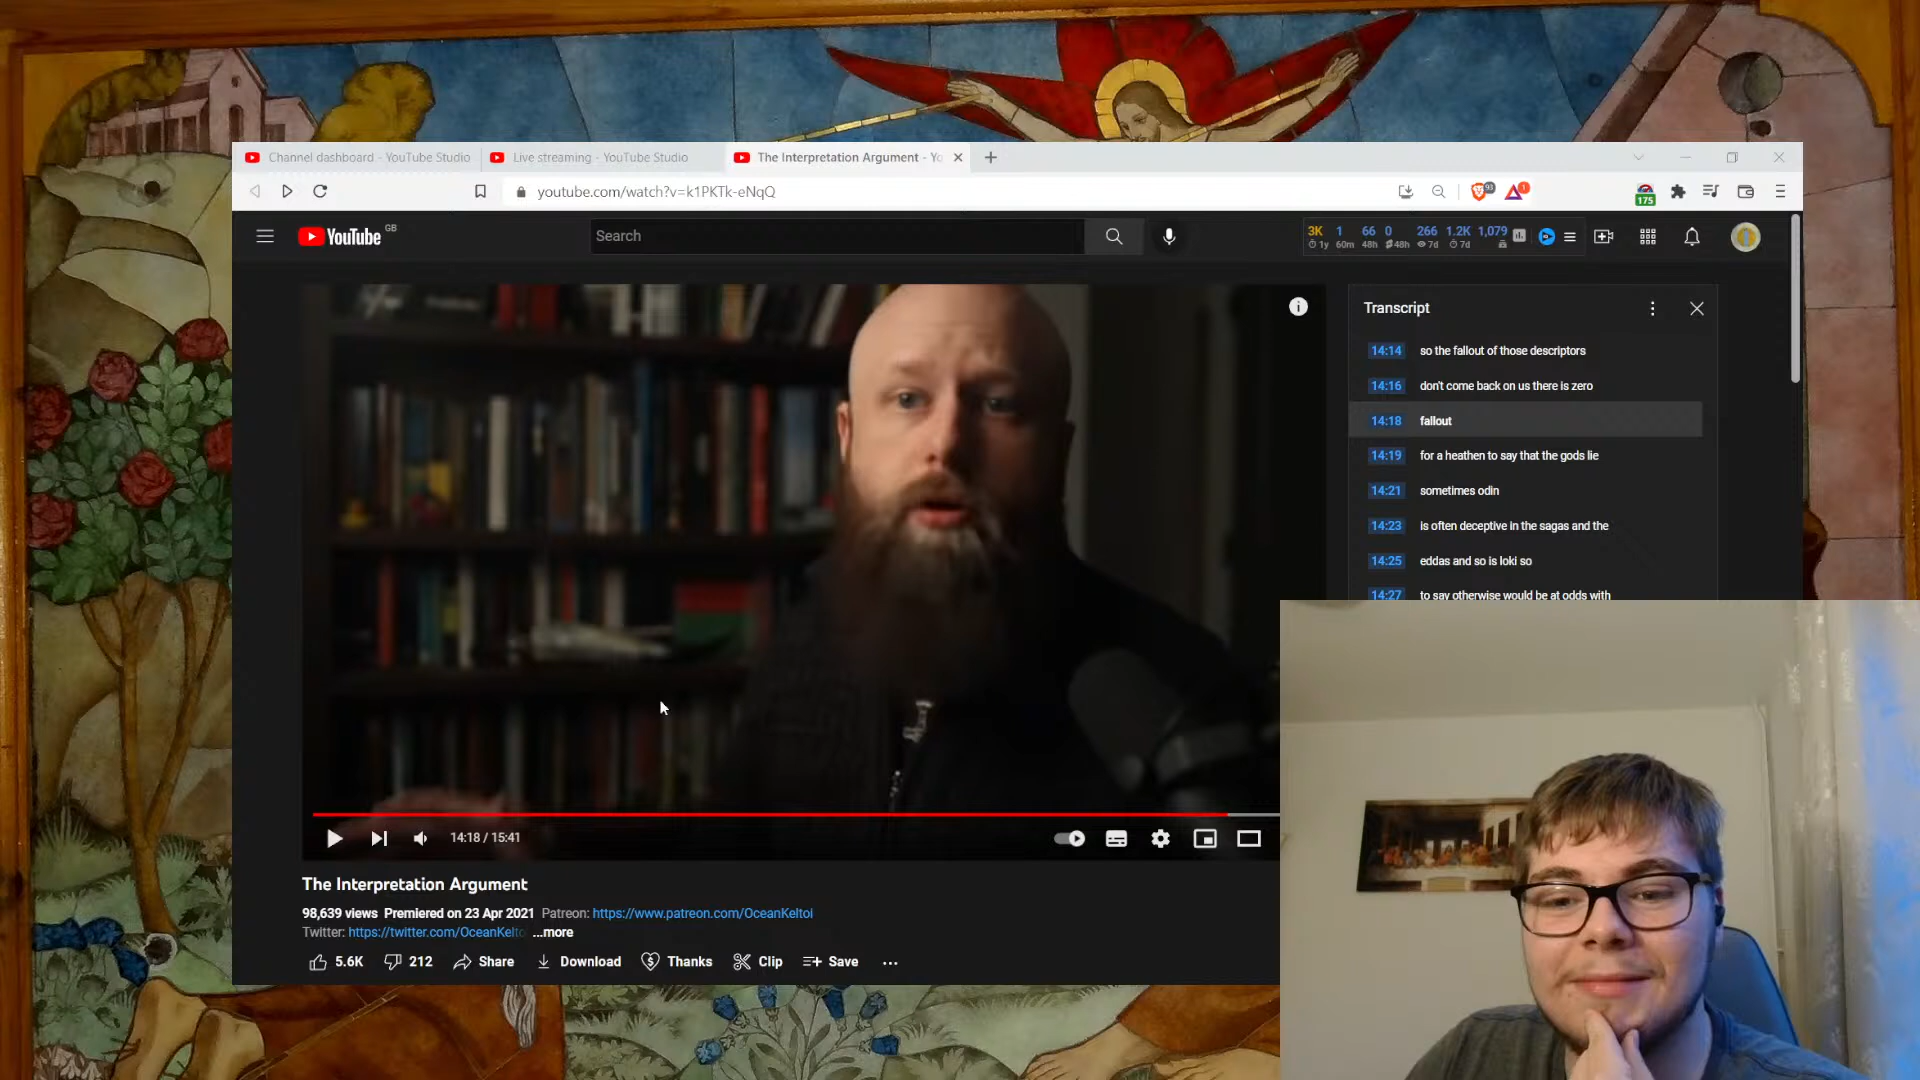 Channel dashboard - YouTube Studio
Live streaming - YouTube Studio
The Interpretation Argument - Yo
youtube.com/watch?v=k1PKTk-eNqQ
93
1
175
YouTube GB
Search
3K 1 66 0 266 1.2K 1,079
1y 60m 48h 48h 7d 7d
Transcript
14:14 so the fallout of those descriptors
14:16 don't come back on us there is zero
14:18 fallout
14:19 for a heathen to say that the gods lie
14:21 sometimes odin
14:23 is often deceptive in the sagas and the
14:25 eddas and so is loki so
14:27 to say otherwise would be at odds with
14:18 / 15:41
The Interpretation Argument
98,639 views Premiered on 23 Apr 2021 Patreon: https://www.patreon.com/OceanKeltoi
Twitter: https://twitter.com/OceanKelto ...more
5.6K 212 Share Download Thanks Clip Save